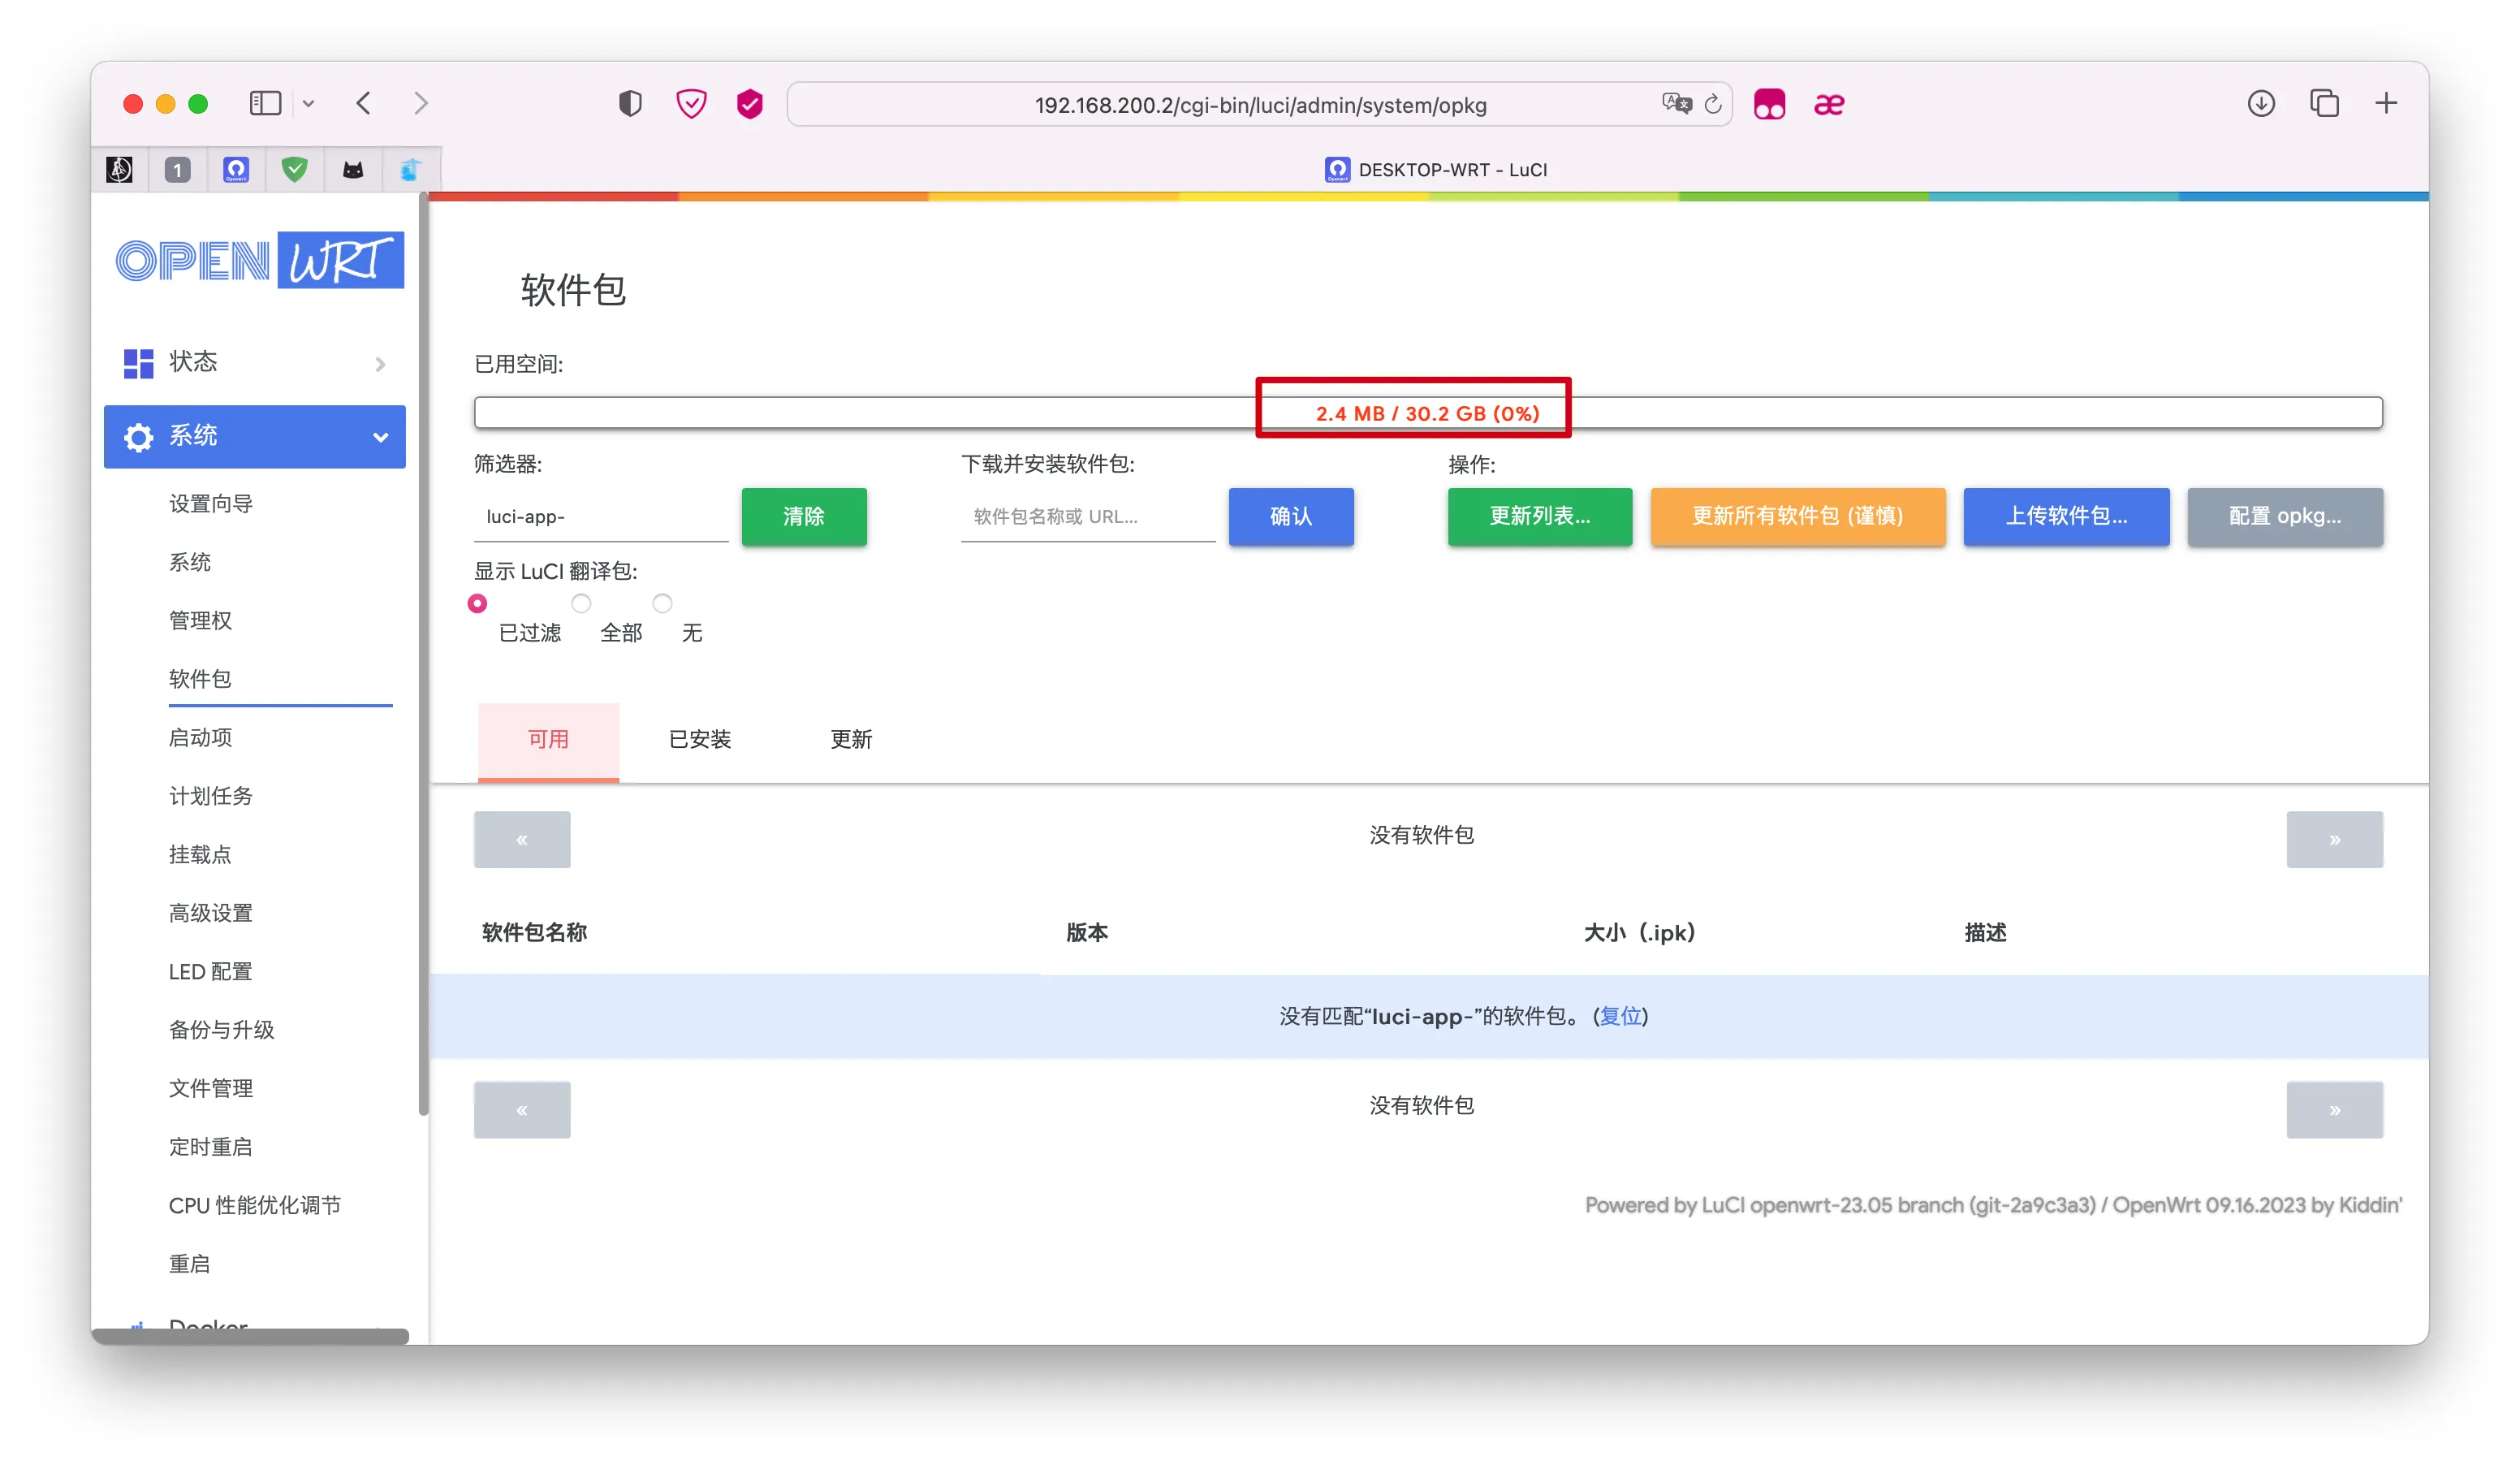 192.168.200.2/cgi-bin/luci/admin/system/opkg
1
DESKTOP-WRT - LuCI
OPENWRT
状态
系统
设置向导
系统
管理权
软件包
启动项
计划任务
挂载点
高级设置
LED 配置
备份与升级
文件管理
定时重启
CPU 性能优化调节
重启
Docker
软件包
已用空间:
2.4 MB / 30.2 GB (0%)
筛选器:
下载并安装软件包:
操作:
luci-app-
清除
软件包名称或 URL...
确认
更新列表...
更新所有软件包 (谨慎)
上传软件包...
配置 opkg...
显示 LuCI 翻译包:
已过滤
全部
无
可用
已安装
更新
«
没有软件包
»
软件包名称
版本
大小（.ipk）
描述
没有匹配“luci-app-”的软件包。 (复位)
«
没有软件包
»
Powered by LuCI openwrt-23.05 branch (git-2a9c3a3) / OpenWrt 09.16.2023 by Kiddin'